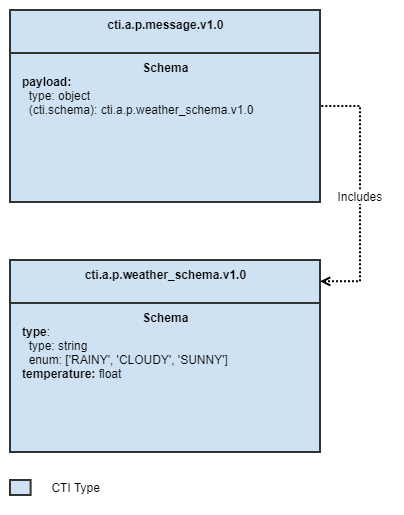 cti.a.p.message.v1.0
Schema
payload:
type: object
(cti.schema): cti.a.p.weather_schema.v1.0
Includes
cti.a.p.weather_schema.v1.0
Schema
type:
type: string
enum: ['RAINY', 'CLOUDY', 'SUNNY']
temperature: float
CTI Type